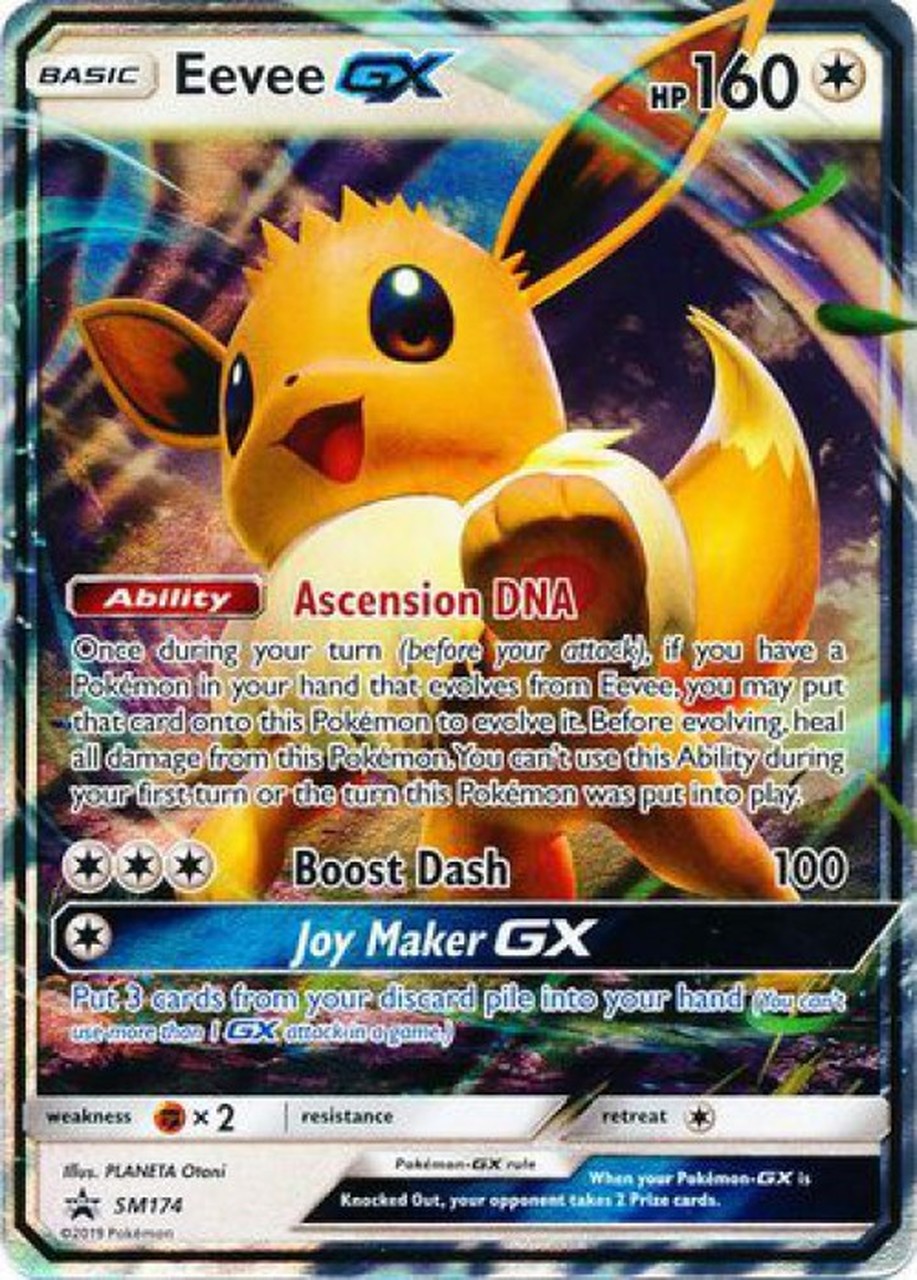 BASIC Eevee GX HP 160
Ability Ascension DNA
Once during your turn (before your attack), if you have a
Pokémon in your hand that evolves from Eevee, you may put
that card onto this Pokémon to evolve it. Before evolving, heal
all damage from this Pokémon. You can't use this Ability during
your first turn or the turn this Pokémon was put into play.
Boost Dash 100
Joy Maker GX
Put 3 cards from your discard pile into your hand (You can't
use more than 1 GX attack in a game.)
weakness ×2 resistance retreat
Illus. PLANETA Otani
SM174
©2019 Pokémon
Pokémon-GX rule
When your Pokémon-GX is
Knocked Out, your opponent takes 2 Prize cards.